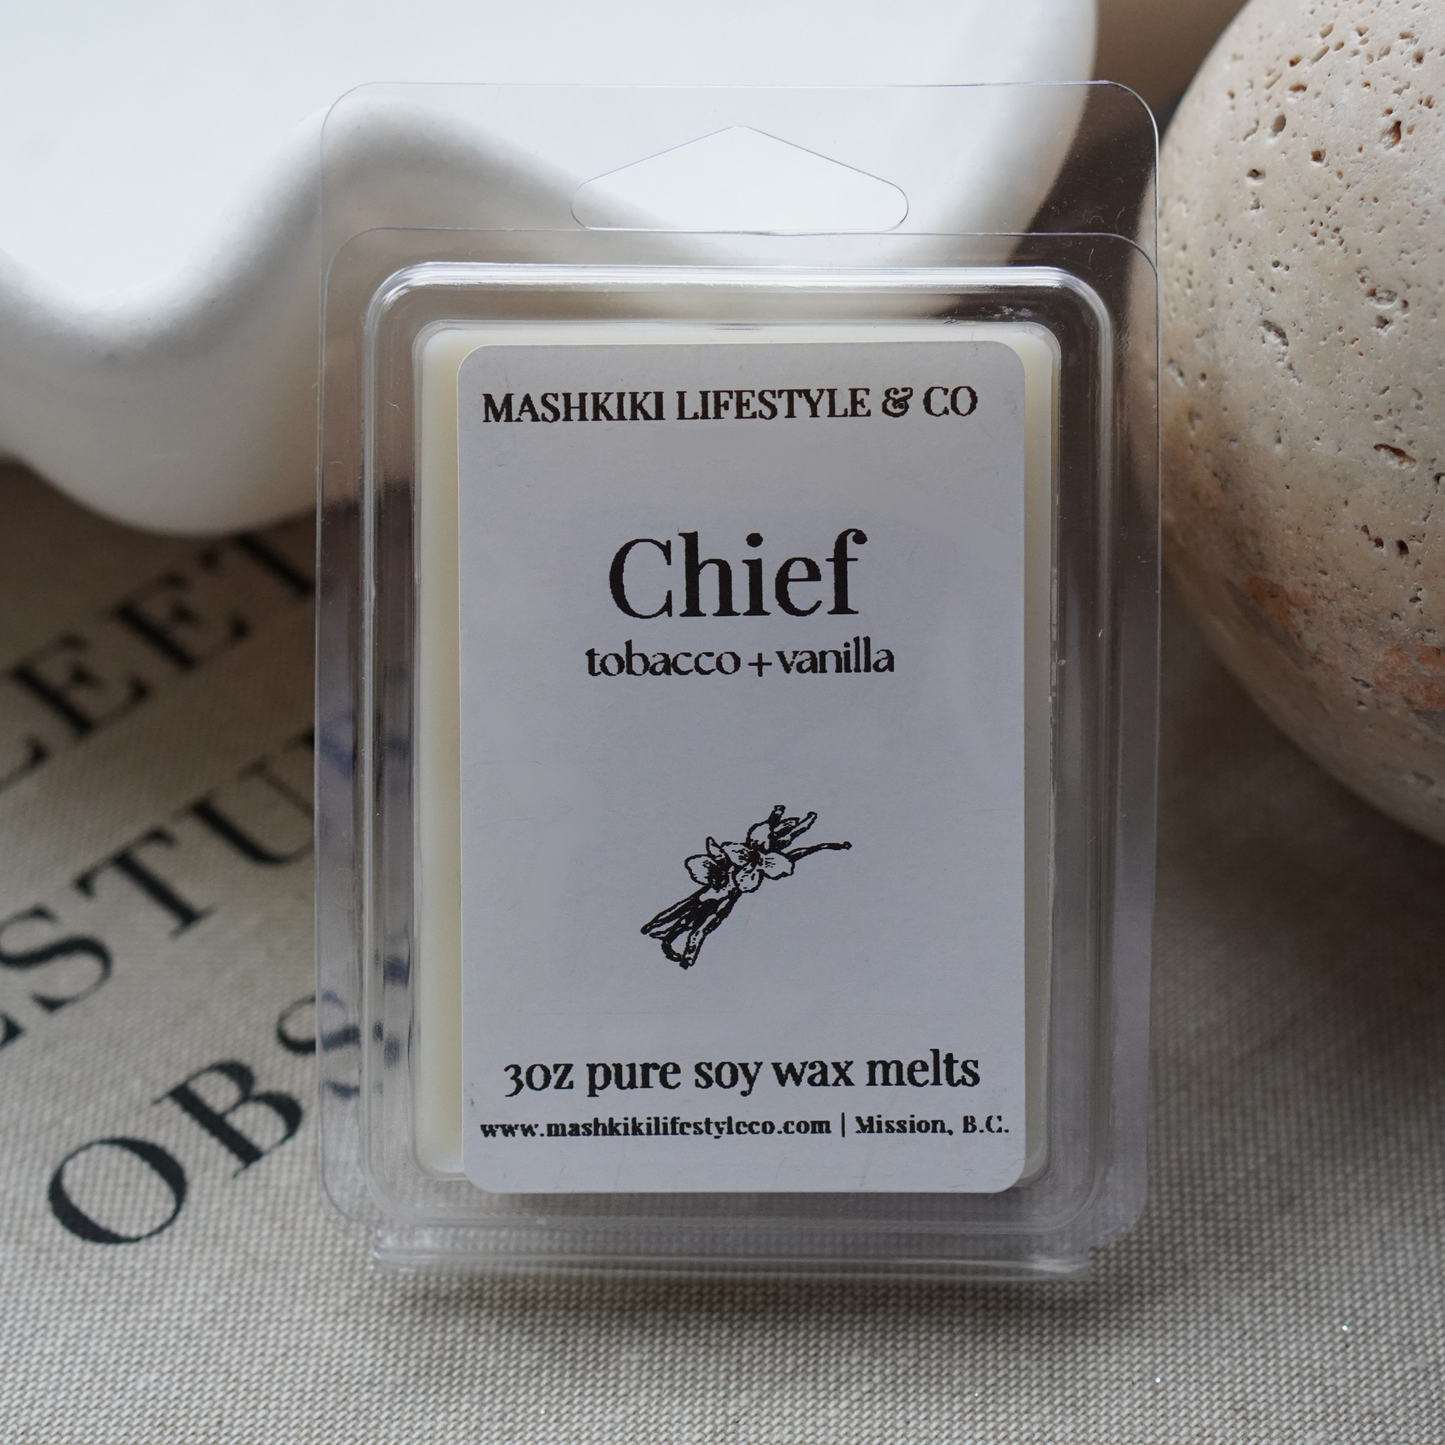 MASHKIKI LIFESTYLE & CO
Chief
tobacco + vanilla
3oz pure soy wax melts
www.mashkikilifestyleco.com | Mission, B.C.